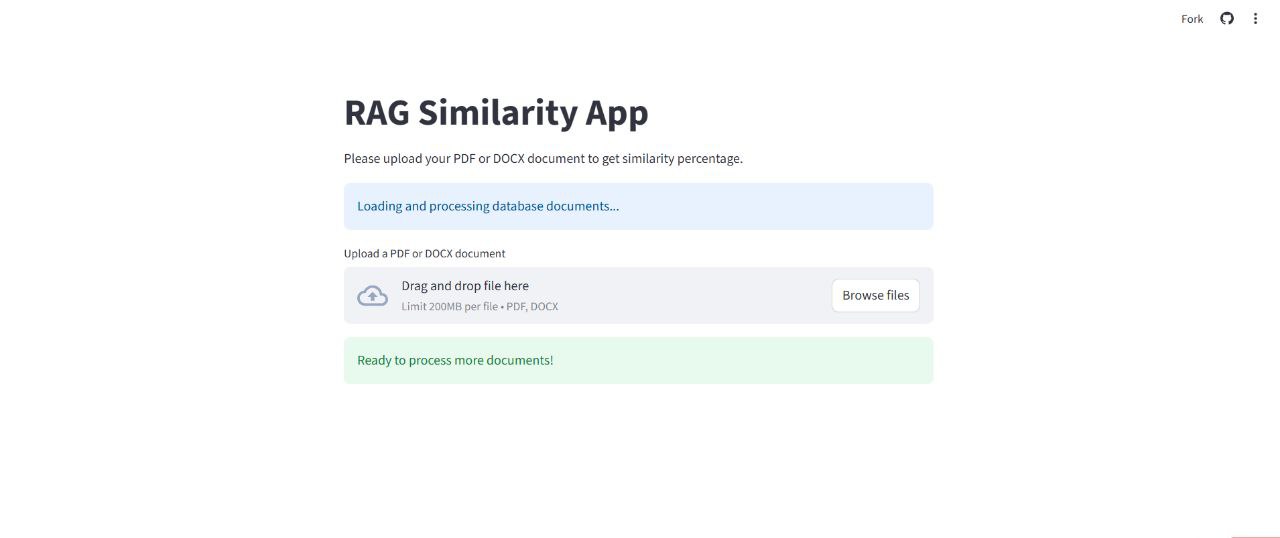 Fork
RAG Similarity App
Please upload your PDF or DOCX document to get similarity percentage.
Loading and processing database documents...
Upload a PDF or DOCX document
Drag and drop file here
Limit 200MB per file • PDF, DOCX
Browse files
Ready to process more documents!